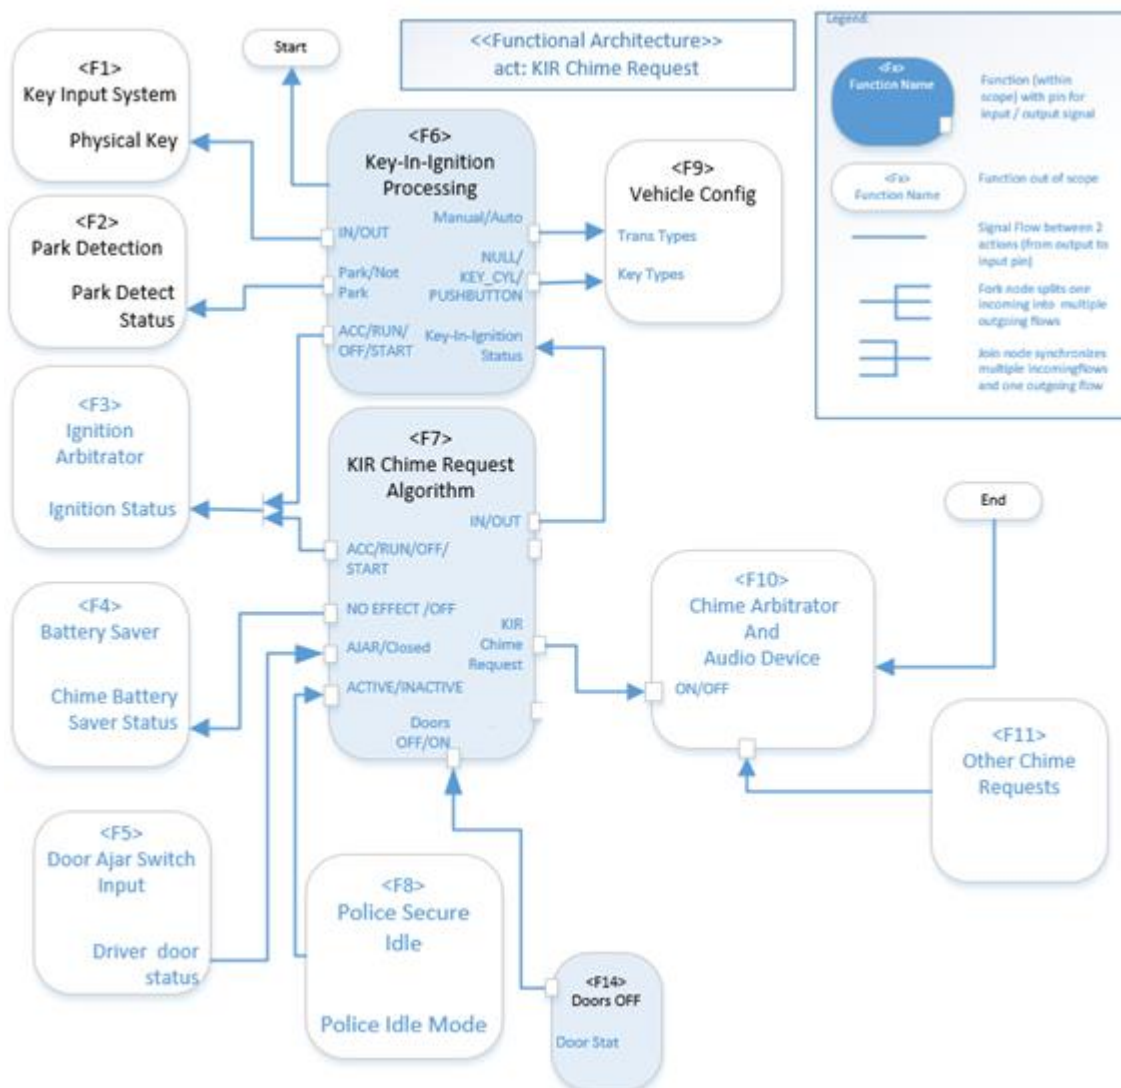 <<Functional Architecture>>
act: KIR Chime Request
Start
<F1>
Key Input System
Physical Key
<F2>
Park Detection
Park Detect
Status
<F3>
Ignition
Arbitrator
Ignition Status
<F4>
Battery Saver
Chime Battery
Saver Status
<F5>
Door Ajar Switch
Input
Driver door
status
<F6>
Key-In-Ignition
Processing
IN/OUT
Park/Not
Park
ACC/RUN/
OFF/START
Manual/Auto
NULL/
KEY_CYL/
PUSHBUTTON
Key-In-Ignition
Status
<F9>
Vehicle Config
Trans Types
Key Types
<F7>
KIR Chime Request
Algorithm
IN/OUT
ACC/RUN/OFF/
START
NO EFFECT /OFF
AJAR/Closed
ACTIVE/INACTIVE
KIR
Chime
Request
Doors
OFF/ON
<F8>
Police Secure
Idle
Police Idle Mode
<F14>
Doors OFF
Door Stat
End
<F10>
Chime Arbitrator
And
Audio Device
ON/OFF
<F11>
Other Chime
Requests
Legend:
<Fx>
Function Name
Function (within
scope) with pin for
input / output signal
<Fx>
Function Name
Function out of scope
Signal Flow between 2
actions (from output to
input pin)
Fork node splits one
incoming into multiple
outgoing flows
Join node synchronizes
multiple incomingflows
and one outgoing flow